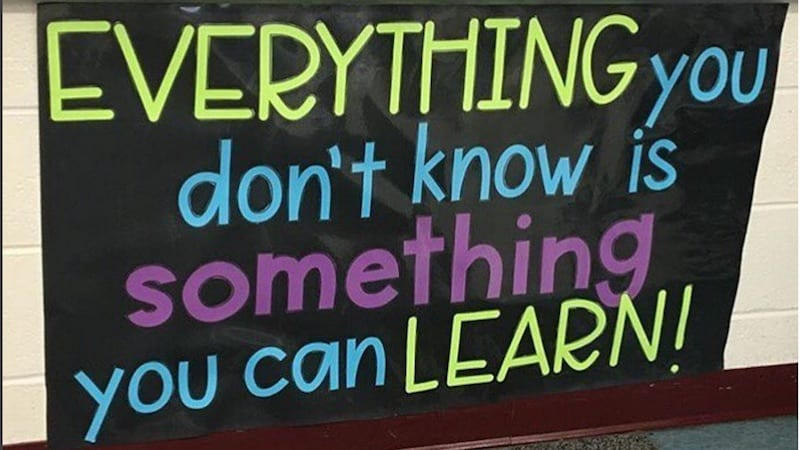 EVERYTHING you
don't know is
something
you can LEARN!